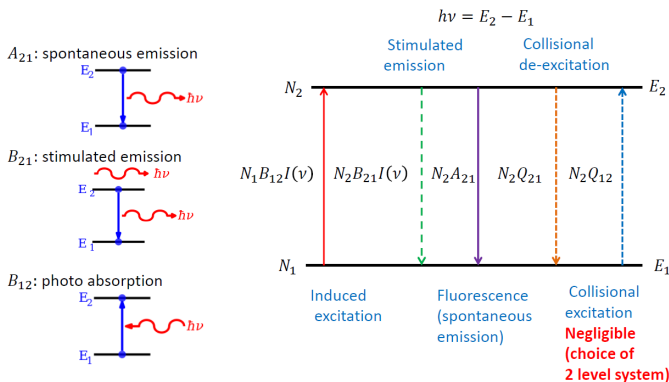 A₂₁: spontaneous emission
E₂
ħν
E₁
B₂₁: stimulated emission
ħν
E₂
ħν
E₁
B₁₂: photo absorption
E₂
ħν
E₁
hν = E₂ − E₁
Stimulated
emission
Collisional
de-excitation
N₂
E₂
N₁B₁₂I(ν) N₂B₂₁I(ν) N₂A₂₁ N₂Q₂₁ N₂Q₁₂
N₁
E₁
Induced
excitation
Fluorescence
(spontaneous
emission)
Collisional
excitation
Negligible
(choice of
2 level system)